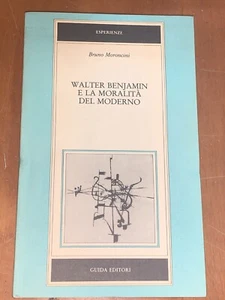 ESPERIENZE
Bruno Moroncini
WALTER BENJAMIN
E LA MORALITÀ
DEL MODERNO
GUIDA EDITORI